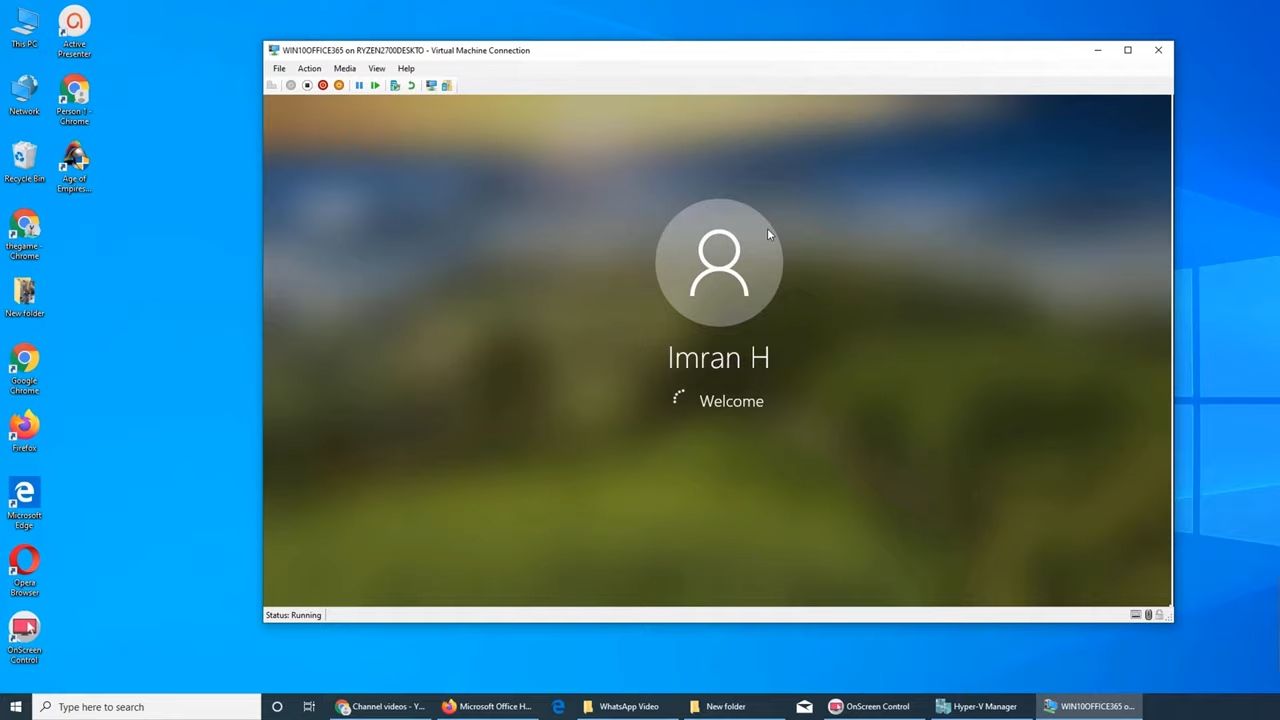 This PC
Active
Presenter
Network
Person 1 -
Chrome
Recycle Bin
Age of
Empires...
thegame -
Chrome
New folder
Google
Chrome
Firefox
Microsoft
Edge
Opera
Browser
OnScreen
Control
WIN10OFFICE365 on RYZEN2700DESKTO - Virtual Machine Connection
File Action Media View Help
Imran H
Welcome
Status: Running
Type here to search
Channel videos - Y...
Microsoft Office H...
WhatsApp Video
New folder
OnScreen Control
Hyper-V Manager
WIN10OFFICE365 o...